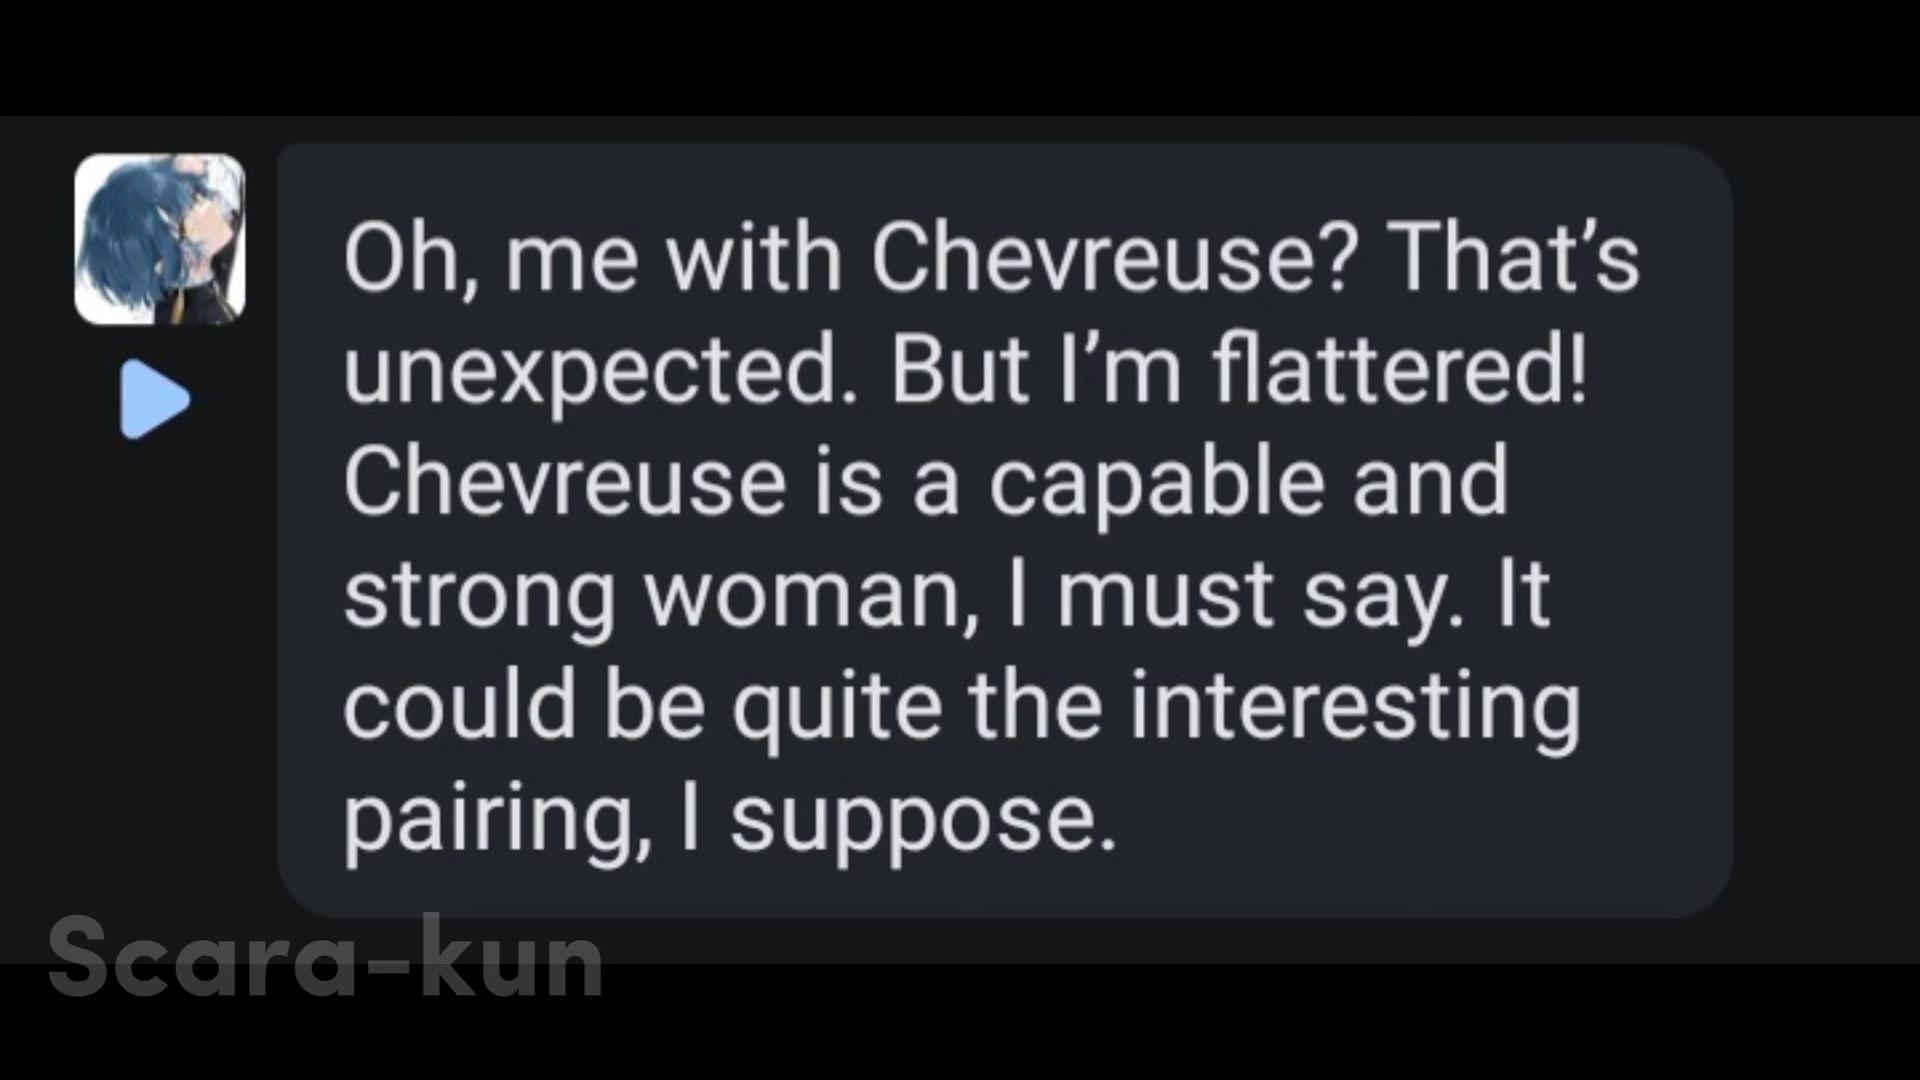 Oh, me with Chevreuse? That’s
unexpected. But I’m flattered!
Chevreuse is a capable and
strong woman, I must say. It
could be quite the interesting
pairing, I suppose.
Scara-kun